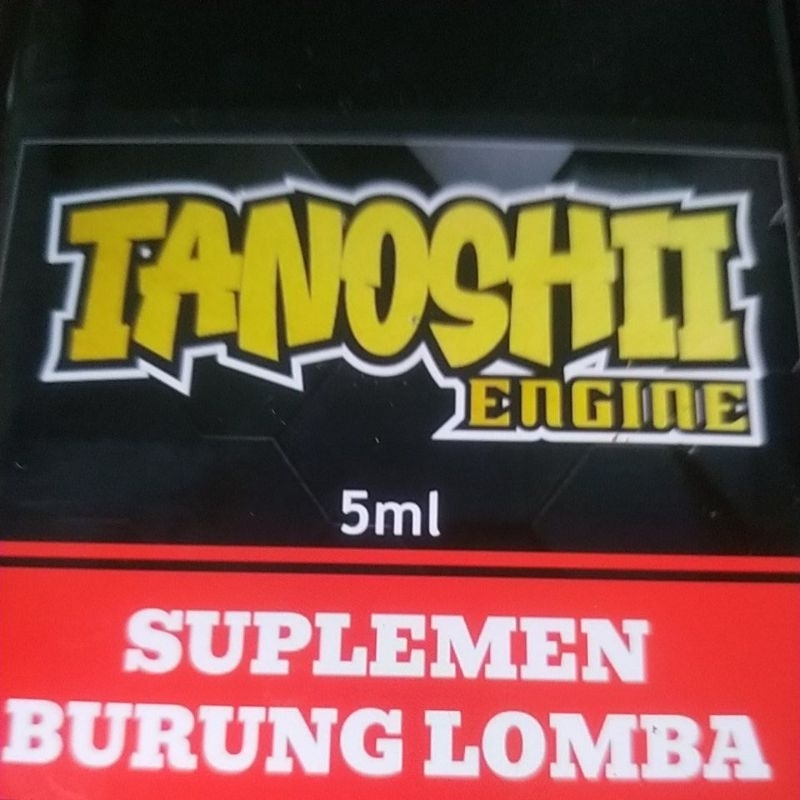 TANOSHII
ENGINE
5ml
SUPLEMEN
BURUNG LOMBA